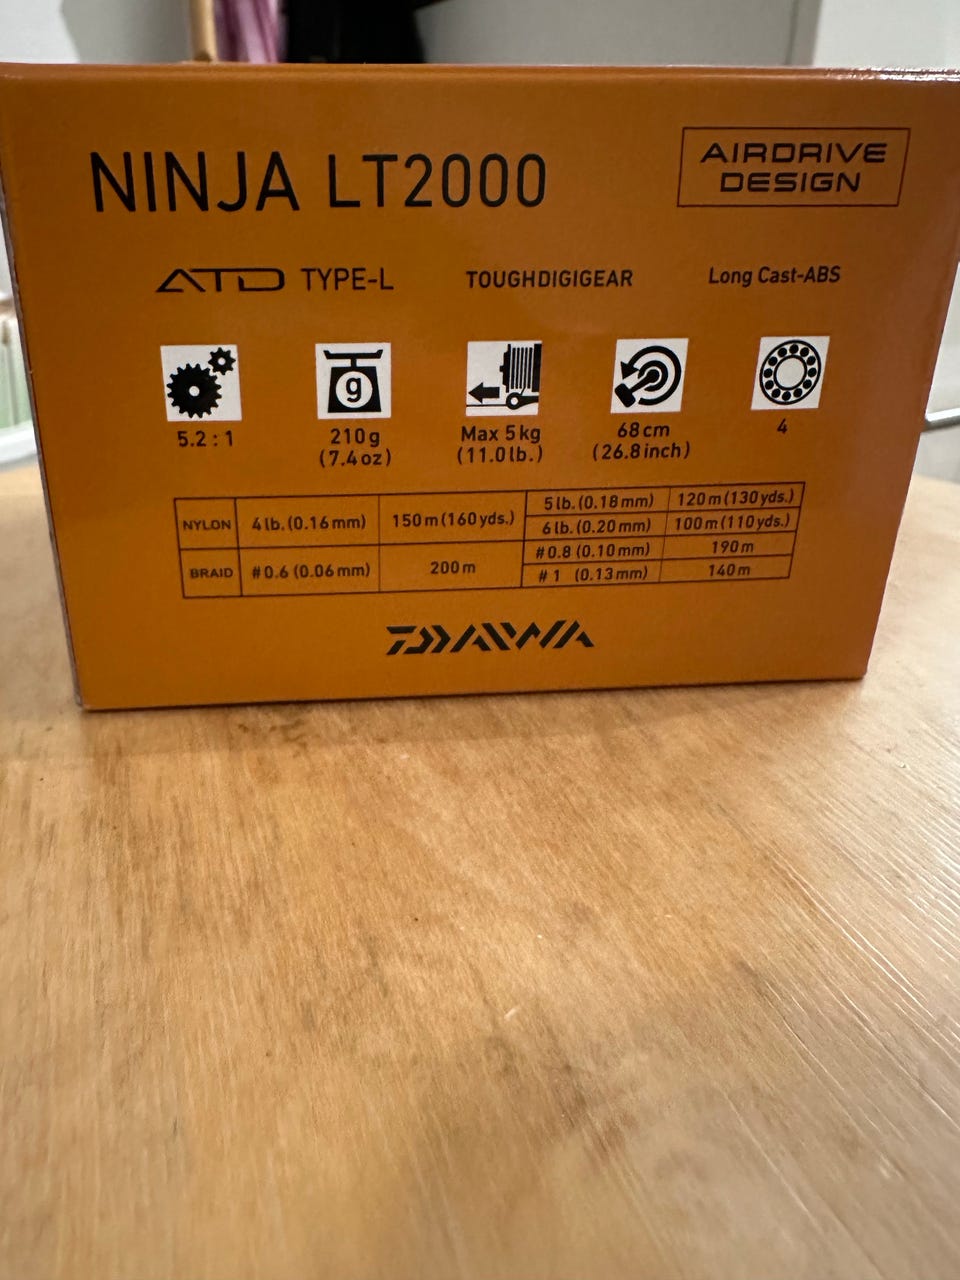 NINJA LT2000
AIRDRIVE
DESIGN
ATD TYPE-L
TOUGHDIGIGEAR
Long Cast-ABS
g
5.2 : 1
210g
(7.4oz)
Max 5kg
(11.0lb.)
68cm
(26.8inch)
4
NYLON 4lb.(0.16mm) 150m(160yds.) 5lb.(0.18mm) 120m(130yds.)
6lb.(0.20mm) 100m(110yds.)
BRAID #0.6(0.06mm) 200m #0.8(0.10mm) 190m
#1 (0.13mm) 140m
DAIWA